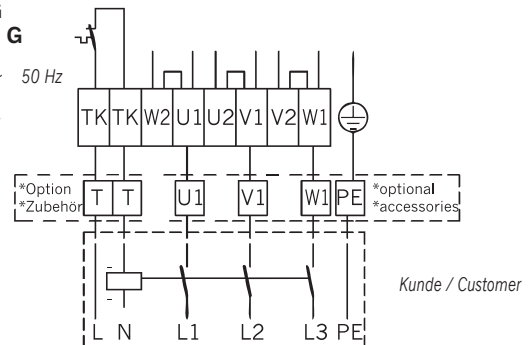 G
50 Hz
TK TK W2 U1 U2 V1 V2 W1
*Option
*Zubehör
T T U1 V1 W1 PE
*optional
*accessories
Kunde / Customer
L N L1 L2 L3 PE